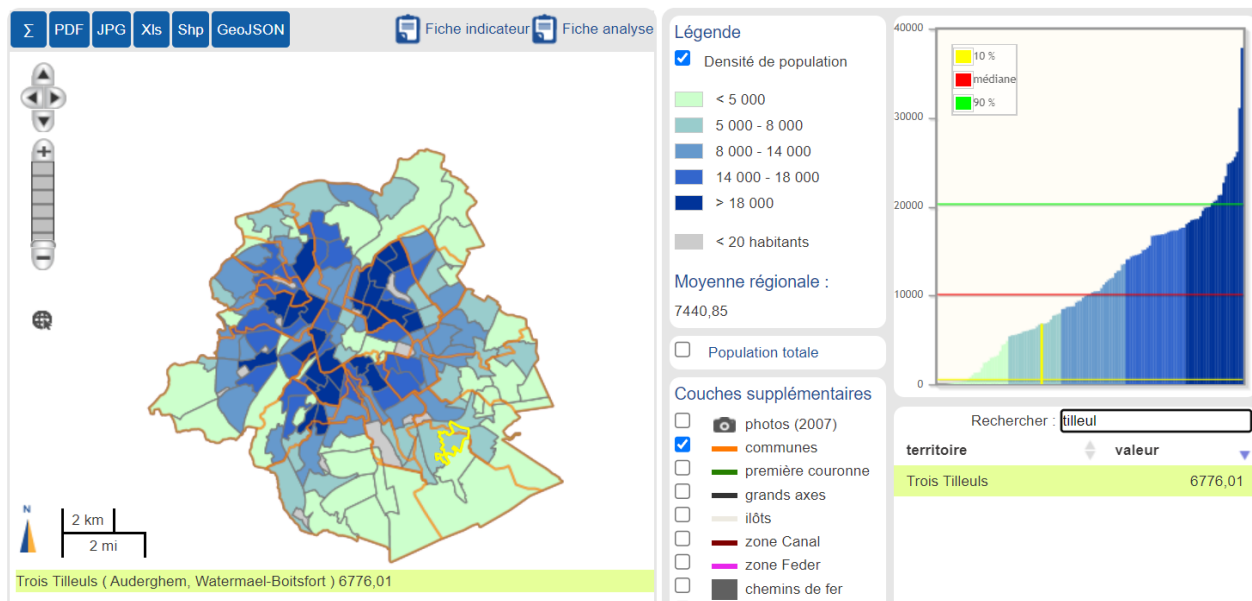 Σ PDF JPG Xls Shp GeoJSON Fiche indicateur Fiche analyse
N
2 km
2 mi
Trois Tilleuls ( Auderghem, Watermael-Boitsfort ) 6776,01
Légende
Densité de population
< 5 000
5 000 - 8 000
8 000 - 14 000
14 000 - 18 000
> 18 000
< 20 habitants
Moyenne régionale :
7440,85
Population totale
Couches supplémentaires
photos (2007)
communes
première couronne
grands axes
ilôts
zone Canal
zone Feder
chemins de fer
40000
30000
20000
10000
0
10 %
médiane
90 %
Rechercher : tilleul
territoire valeur
Trois Tilleuls 6776,01